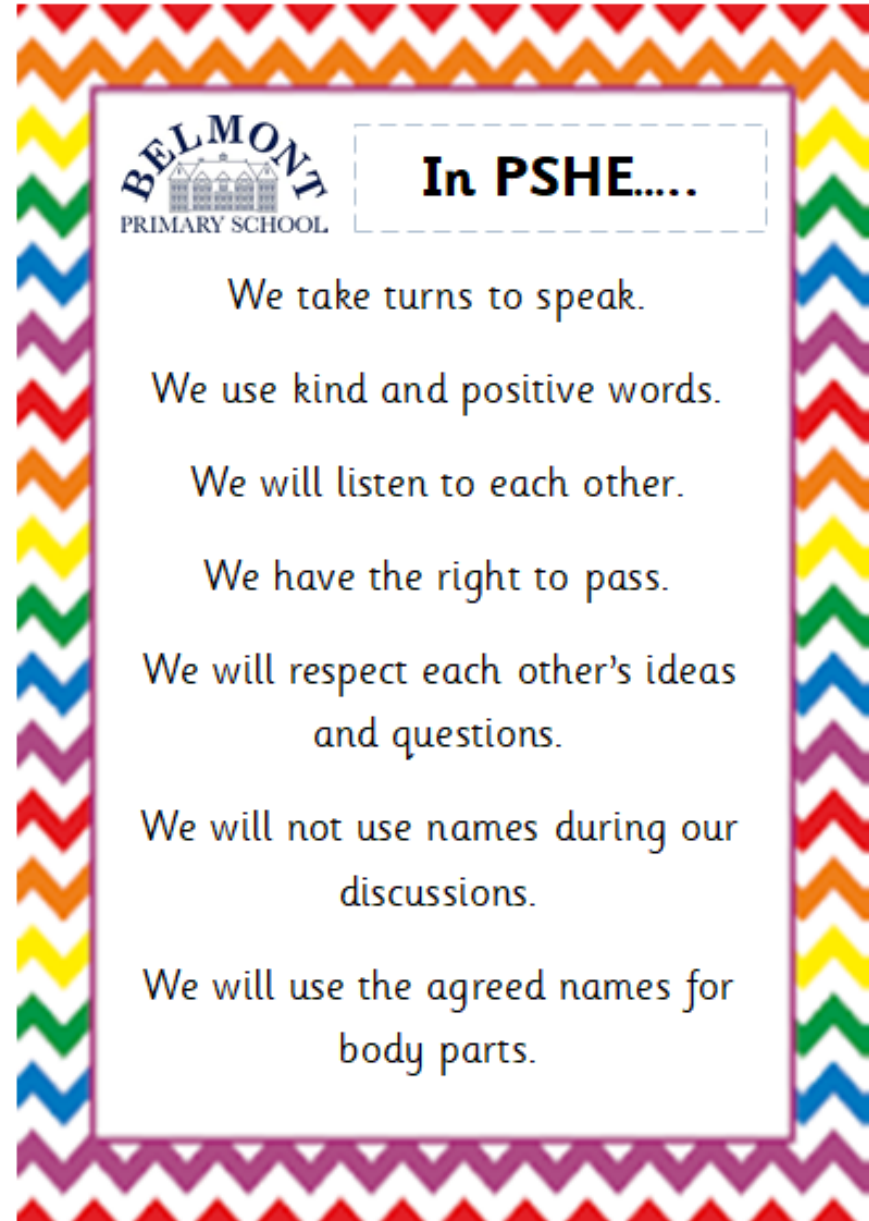 BELMONT
PRIMARY SCHOOL
In PSHE.....
We take turns to speak.
We use kind and positive words.
We will listen to each other.
We have the right to pass.
We will respect each other's ideas
and questions.
We will not use names during our
discussions.
We will use the agreed names for
body parts.